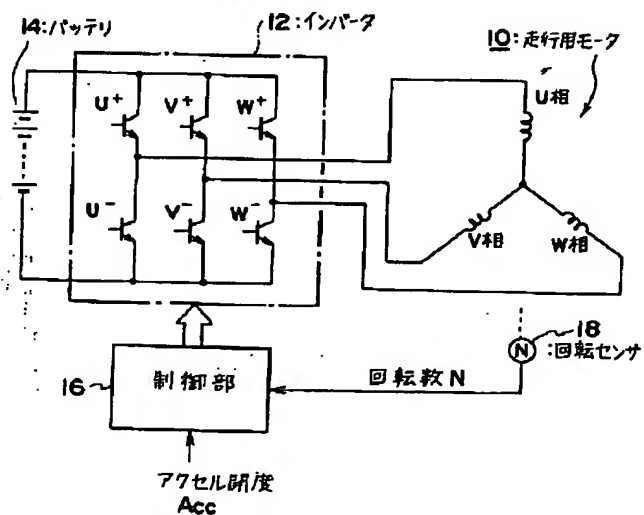 14:バッテリ
12:インバータ
10:走行用モータ
U+
V+
W+
U相
U-
V-
W-
V相
W相
16
制御部
回転数N
N
18
:回転センサ
アクセル開度
Acc